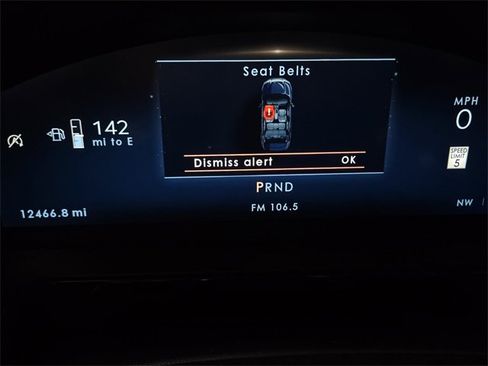 Seat Belts
MPH
142
0
mi to E
Dismiss alert OK
SPEED
LIMIT
5
PRND
12466.8 mi
FM 106.5
NW